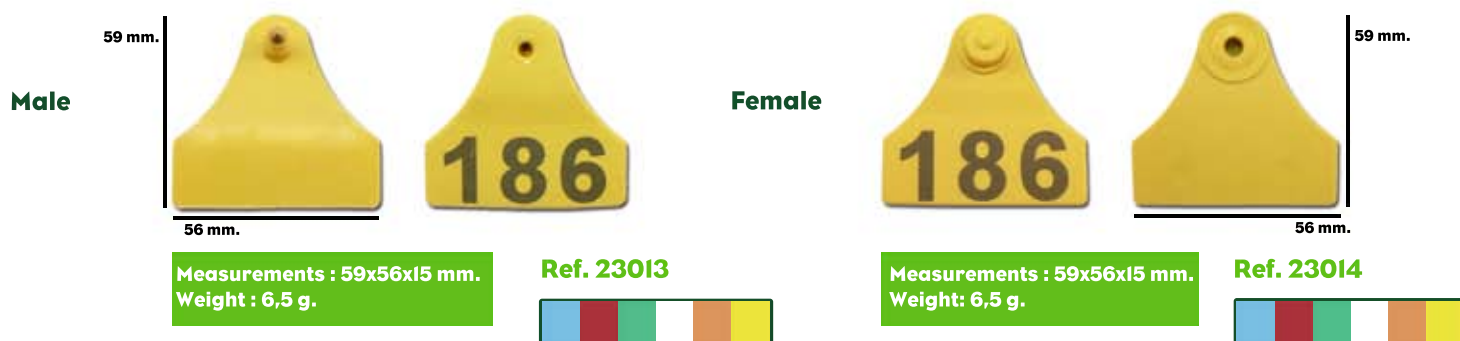 59 mm.
Male
186
56 mm.
Measurements : 59x56x15 mm.
Weight : 6,5 g.
Ref. 23013
Female
186
59 mm.
56 mm.
Measurements : 59x56x15 mm.
Weight: 6,5 g.
Ref. 23014